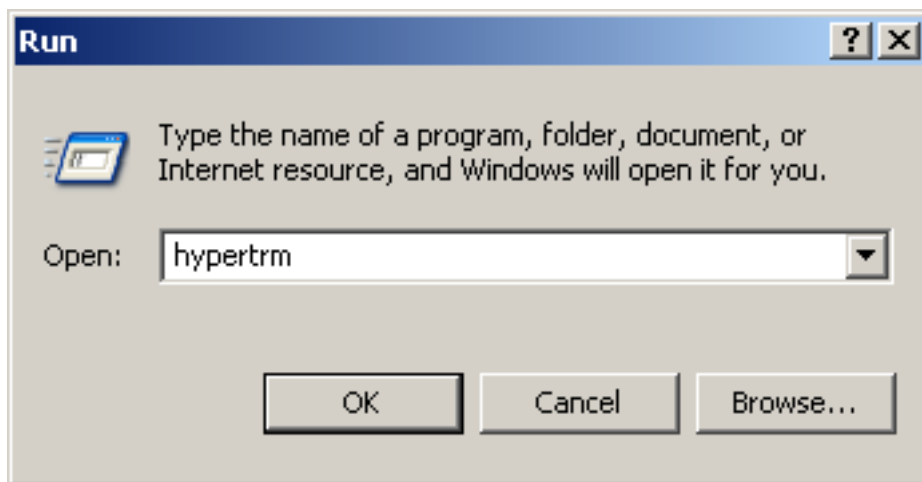 Run
Type the name of a program, folder, document, or
Internet resource, and Windows will open it for you.
Open: hypertrm
OK Cancel Browse...